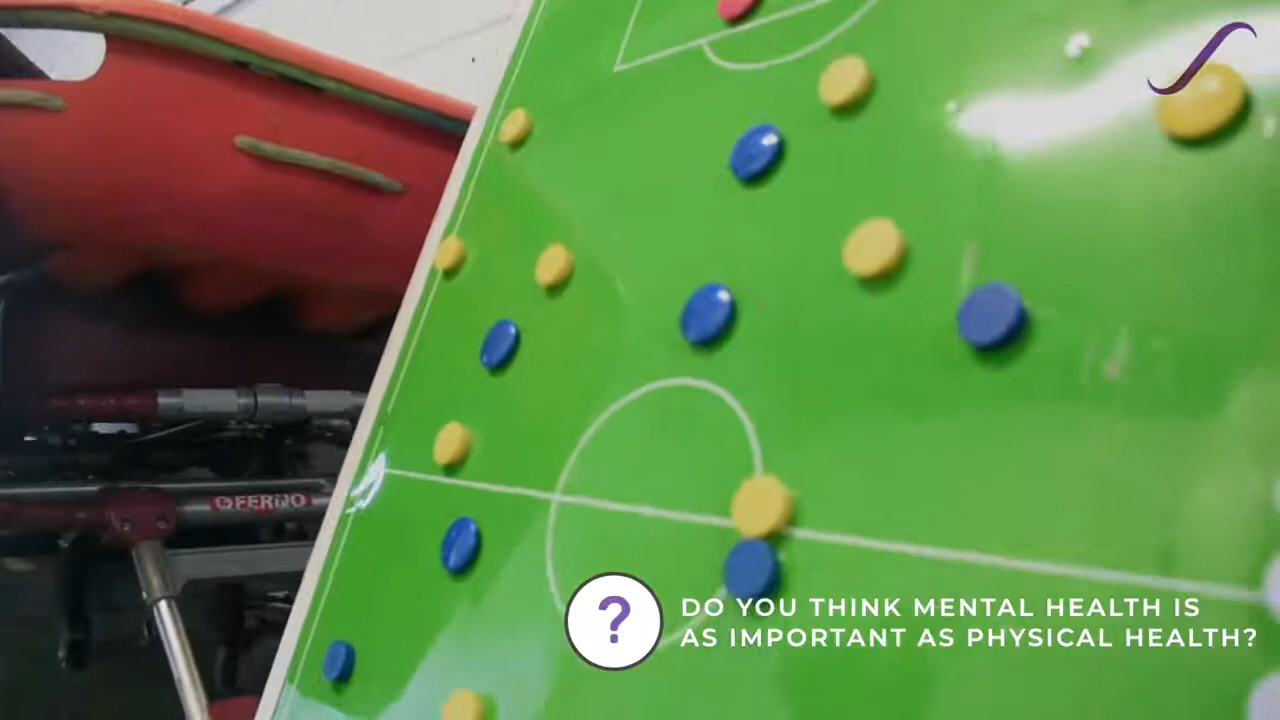 FERNO
?
DO YOU THINK MENTAL HEALTH IS
AS IMPORTANT AS PHYSICAL HEALTH?